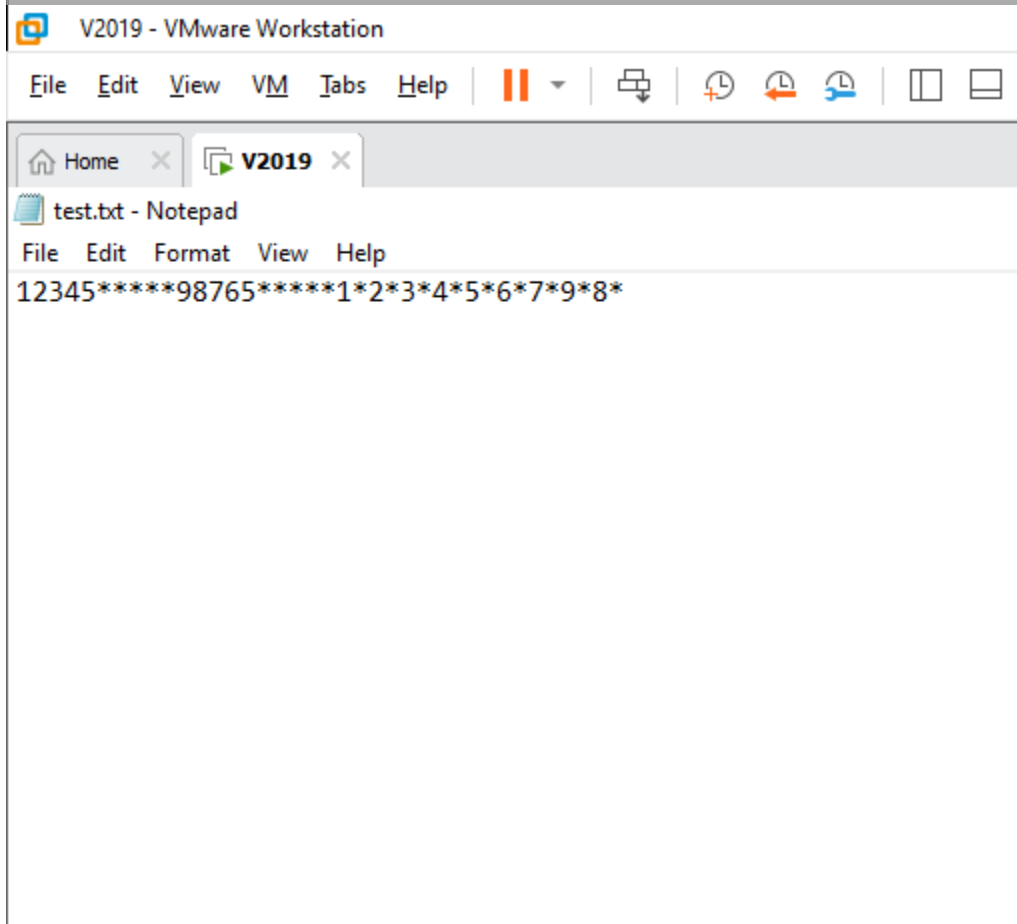 V2019 - VMware Workstation
File Edit View VM Tabs Help
Home V2019
test.txt - Notepad
File Edit Format View Help
12345*****98765*****1*2*3*4*5*6*7*9*8*